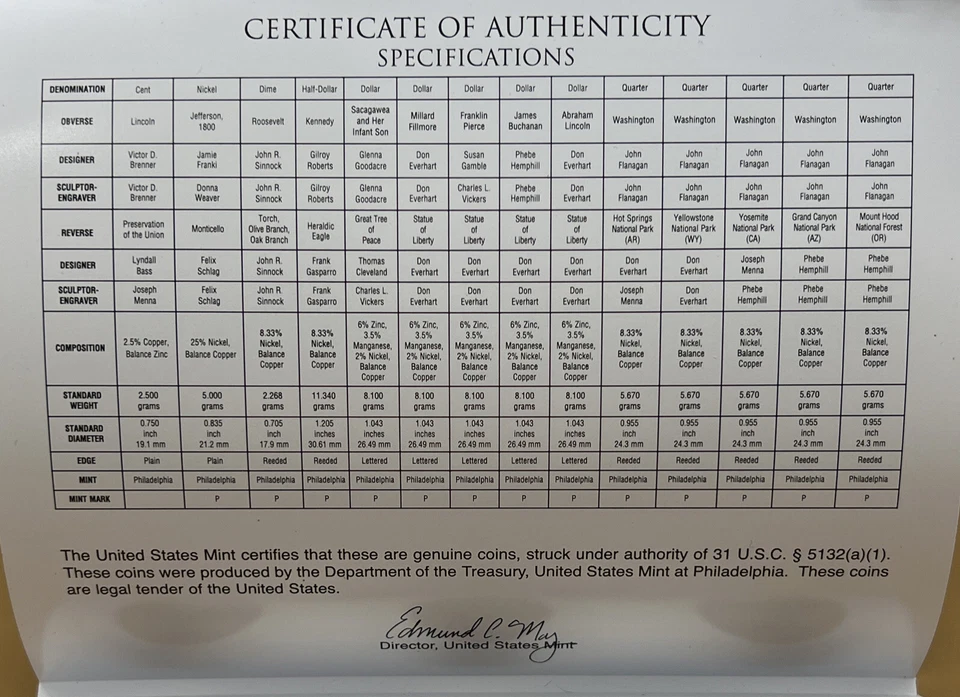 CERTIFICATE OF AUTHENTICITY
SPECIFICATIONS
DENOMINATION Cent Nickel Dime Half-Dollar Dollar Dollar Dollar Dollar Dollar Quarter Quarter Quarter Quarter Quarter
OBVERSE Lincoln Jefferson, 1800 Roosevelt Kennedy Sacagawea and Her Infant Son Millard Fillmore Franklin Pierce James Buchanan Abraham Lincoln Washington Washington Washington Washington Washington
DESIGNER Victor D. Brenner Jamie Franki John R. Sinnock Gilroy Roberts Glenna Goodacre Don Everhart Susan Gamble Phebe Hemphill Don Everhart John Flanagan John Flanagan John Flanagan John Flanagan John Flanagan
SCULPTOR-ENGRAVER Victor D. Brenner Donna Weaver John R. Sinnock Gilroy Roberts Glenna Goodacre Don Everhart Charles L. Vickers Phebe Hemphill Don Everhart John Flanagan John Flanagan John Flanagan John Flanagan John Flanagan
REVERSE Preservation of the Union Monticello Torch, Olive Branch, Oak Branch Heraldic Eagle Great Tree of Peace Statue of Liberty Statue of Liberty Statue of Liberty Statue of Liberty Hot Springs National Park (AR) Yellowstone National Park (WY) Yosemite National Park (CA) Grand Canyon National Park (AZ) Mount Hood National Forest (OR)
DESIGNER Lyndall Bass Felix Schlag John R. Sinnock Frank Gasparro Thomas Cleveland Don Everhart Don Everhart Don Everhart Don Everhart Don Everhart Don Everhart Joseph Menna Phebe Hemphill Phebe Hemphill
SCULPTOR-ENGRAVER Joseph Menna Felix Schlag John R. Sinnock Frank Gasparro Charles L. Vickers Don Everhart Don Everhart Don Everhart Don Everhart Joseph Menna Don Everhart Phebe Hemphill Phebe Hemphill Phebe Hemphill
COMPOSITION 2.5% Copper, Balance Zinc 25% Nickel, Balance Copper 8.33% Nickel, Balance Copper 8.33% Nickel, Balance Copper 6% Zinc, 3.5% Manganese, 2% Nickel, Balance Copper 6% Zinc, 3.5% Manganese, 2% Nickel, Balance Copper 6% Zinc, 3.5% Manganese, 2% Nickel, Balance Copper 6% Zinc, 3.5% Manganese, 2% Nickel, Balance Copper 6% Zinc, 3.5% Manganese, 2% Nickel, Balance Copper 8.33% Nickel, Balance Copper 8.33% Nickel, Balance Copper 8.33% Nickel, Balance Copper 8.33% Nickel, Balance Copper 8.33% Nickel, Balance Copper
STANDARD WEIGHT 2.500 grams 5.000 grams 2.268 grams 11.340 grams 8.100 grams 8.100 grams 8.100 grams 8.100 grams 8.100 grams 5.670 grams 5.670 grams 5.670 grams 5.670 grams 5.670 grams
STANDARD DIAMETER 0.750 inch 19.1 mm 0.835 inch 21.2 mm 0.705 inch 17.9 mm 1.205 inches 30.61 mm 1.043 inches 26.49 mm 1.043 inches 26.49 mm 1.043 inches 26.49 mm 1.043 inches 26.49 mm 1.043 inches 26.49 mm 0.955 inch 24.3 mm 0.955 inch 24.3 mm 0.955 inch 24.3 mm 0.955 inch 24.3 mm 0.955 inch 24.3 mm
EDGE Plain Plain Reeded Reeded Lettered Lettered Lettered Lettered Lettered Reeded Reeded Reeded Reeded Reeded
MINT Philadelphia Philadelphia Philadelphia Philadelphia Philadelphia Philadelphia Philadelphia Philadelphia Philadelphia Philadelphia Philadelphia Philadelphia Philadelphia Philadelphia
MINT MARK P P P P P P P P P P P P P
The United States Mint certifies that these are genuine coins, struck under authority of 31 U.S.C. § 5132(a)(1).
These coins were produced by the Department of the Treasury, United States Mint at Philadelphia. These coins
are legal tender of the United States.
Edmund C. Moy
Director, United States Mint